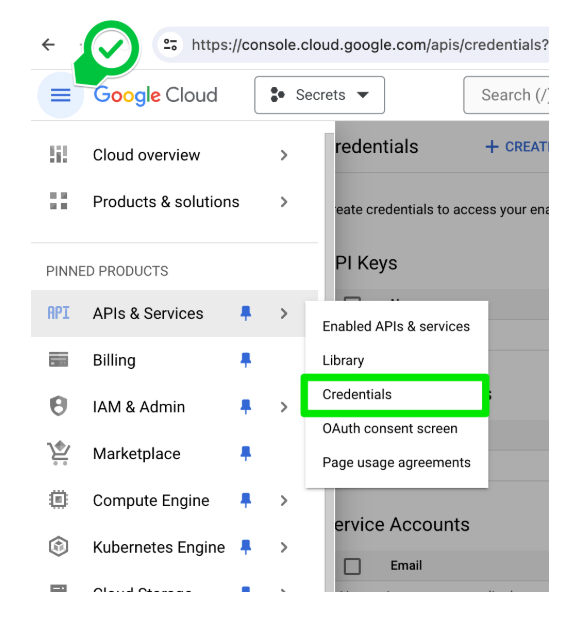 https://console.cloud.google.com/apis/credentials?
Google Cloud
Secrets
Search (/)
Cloud overview
redentials
+ CREAT
Products & solutions
reate credentials to access your ena
PINNED PRODUCTS
PI Keys
API
APIs & Services
Enabled APIs & services
Billing
Library
IAM & Admin
Credentials
s
OAuth consent screen
Marketplace
Page usage agreements
Compute Engine
ervice Accounts
Kubernetes Engine
Email
Cloud Storage